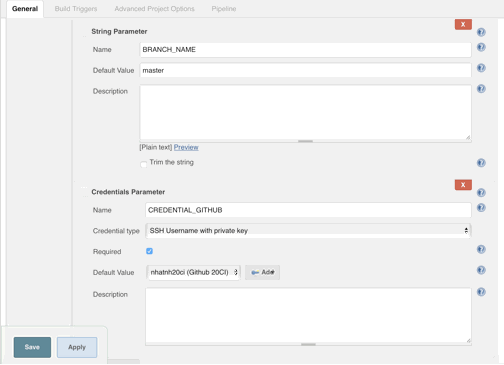 General Build Triggers Advanced Project Options Pipeline
X
String Parameter
Name BRANCH_NAME
Default Value master
Description
[Plain text] Preview
Trim the string
X
Credentials Parameter
Name CREDENTIAL_GITHUB
Credential type SSH Username with private key
Required
Default Value nhatnh20ci (Github 20CI) Add
Description
Save Apply